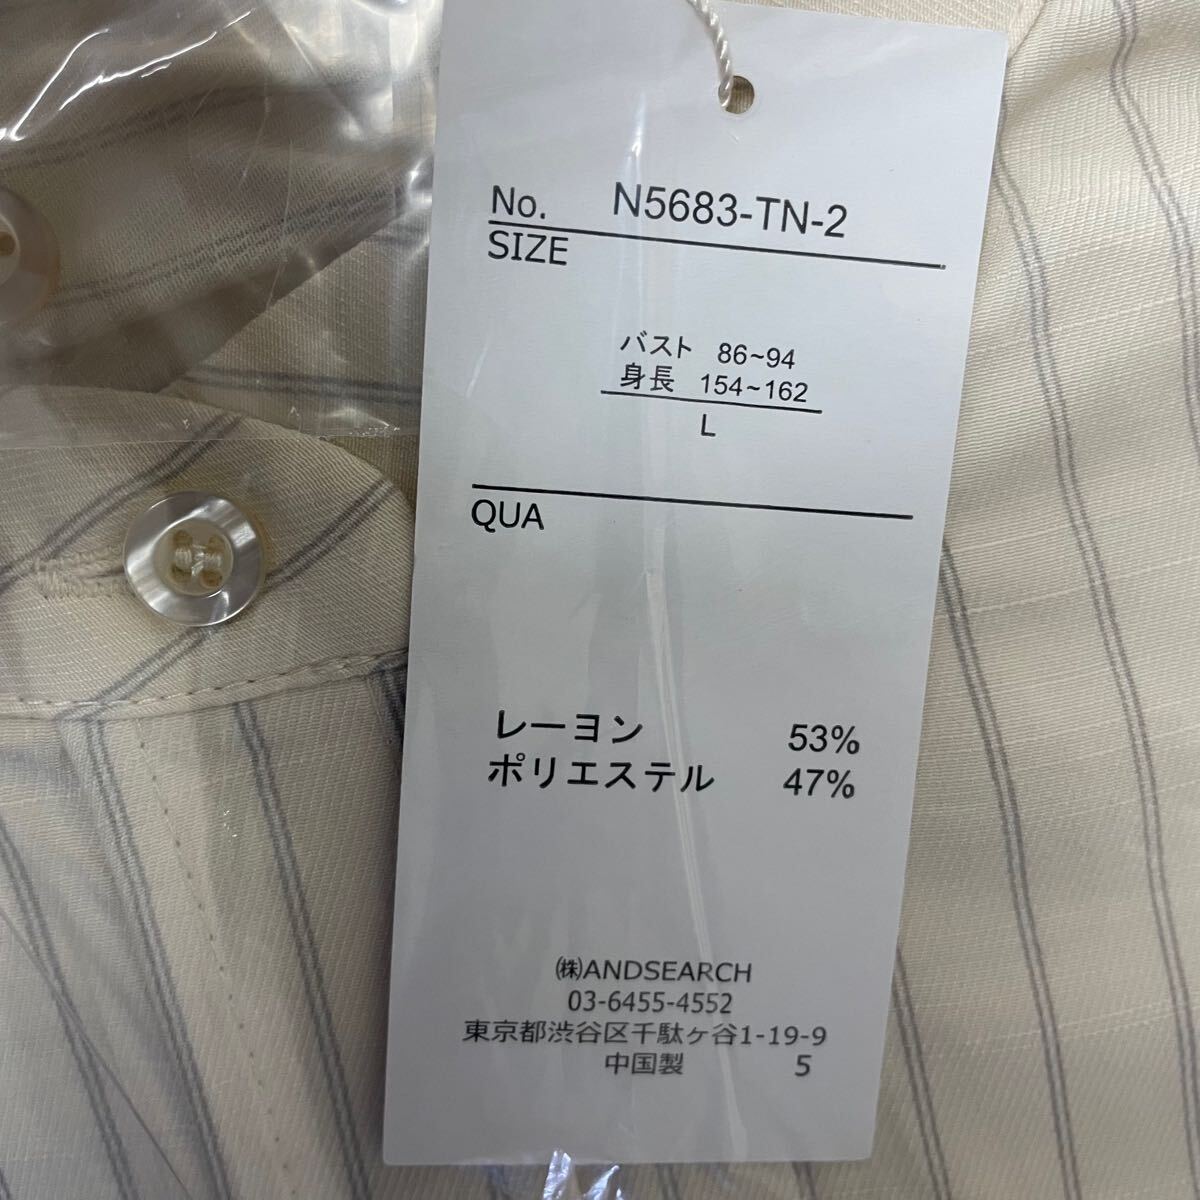 No. N5683-TN-2
SIZE
バスト 86~94
身長 154~162
L
QUA
レーヨン 53%
ポリエステル 47%
㈱ANDSEARCH
03-6455-4552
東京都渋谷区千駄ヶ谷1-19-9
中国製 5